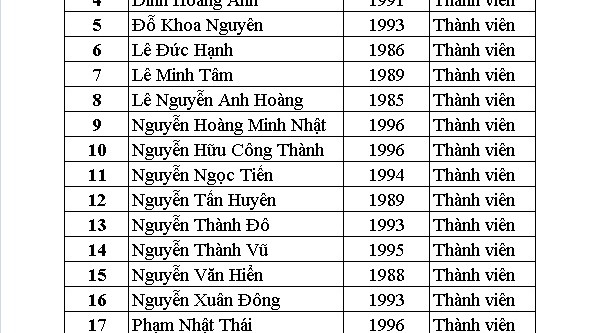 4 Đinh Hoàng Anh 1991 Thành viên
5 Đỗ Khoa Nguyên 1993 Thành viên
6 Lê Đức Hạnh 1986 Thành viên
7 Lê Minh Tâm 1989 Thành viên
8 Lê Nguyễn Anh Hoàng 1985 Thành viên
9 Nguyễn Hoàng Minh Nhật 1996 Thành viên
10 Nguyễn Hữu Công Thành 1996 Thành viên
11 Nguyễn Ngọc Tiến 1994 Thành viên
12 Nguyễn Tấn Huyên 1989 Thành viên
13 Nguyễn Thành Đô 1993 Thành viên
14 Nguyễn Thành Vũ 1995 Thành viên
15 Nguyễn Văn Hiển 1988 Thành viên
16 Nguyễn Xuân Đông 1993 Thành viên
17 Phạm Nhật Thái 1996 Thành viên